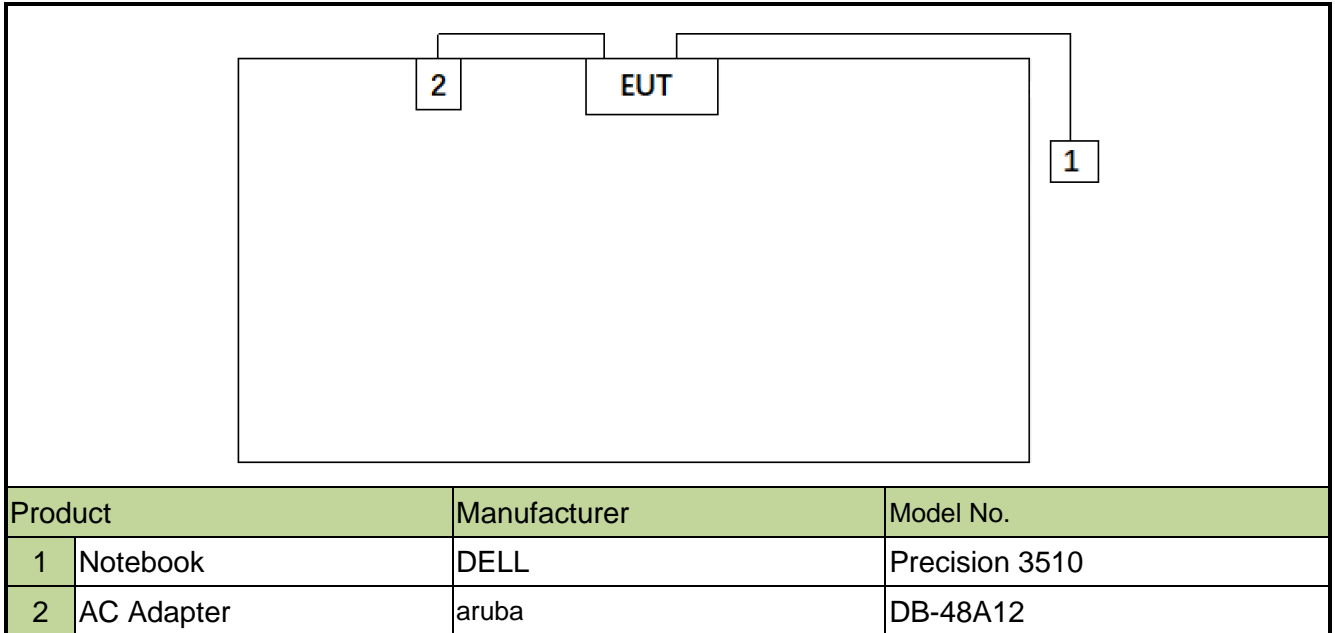 2 EUT
1
Product Manufacturer Model No.
1 Notebook DELL Precision 3510
2 AC Adapter aruba DB-48A12